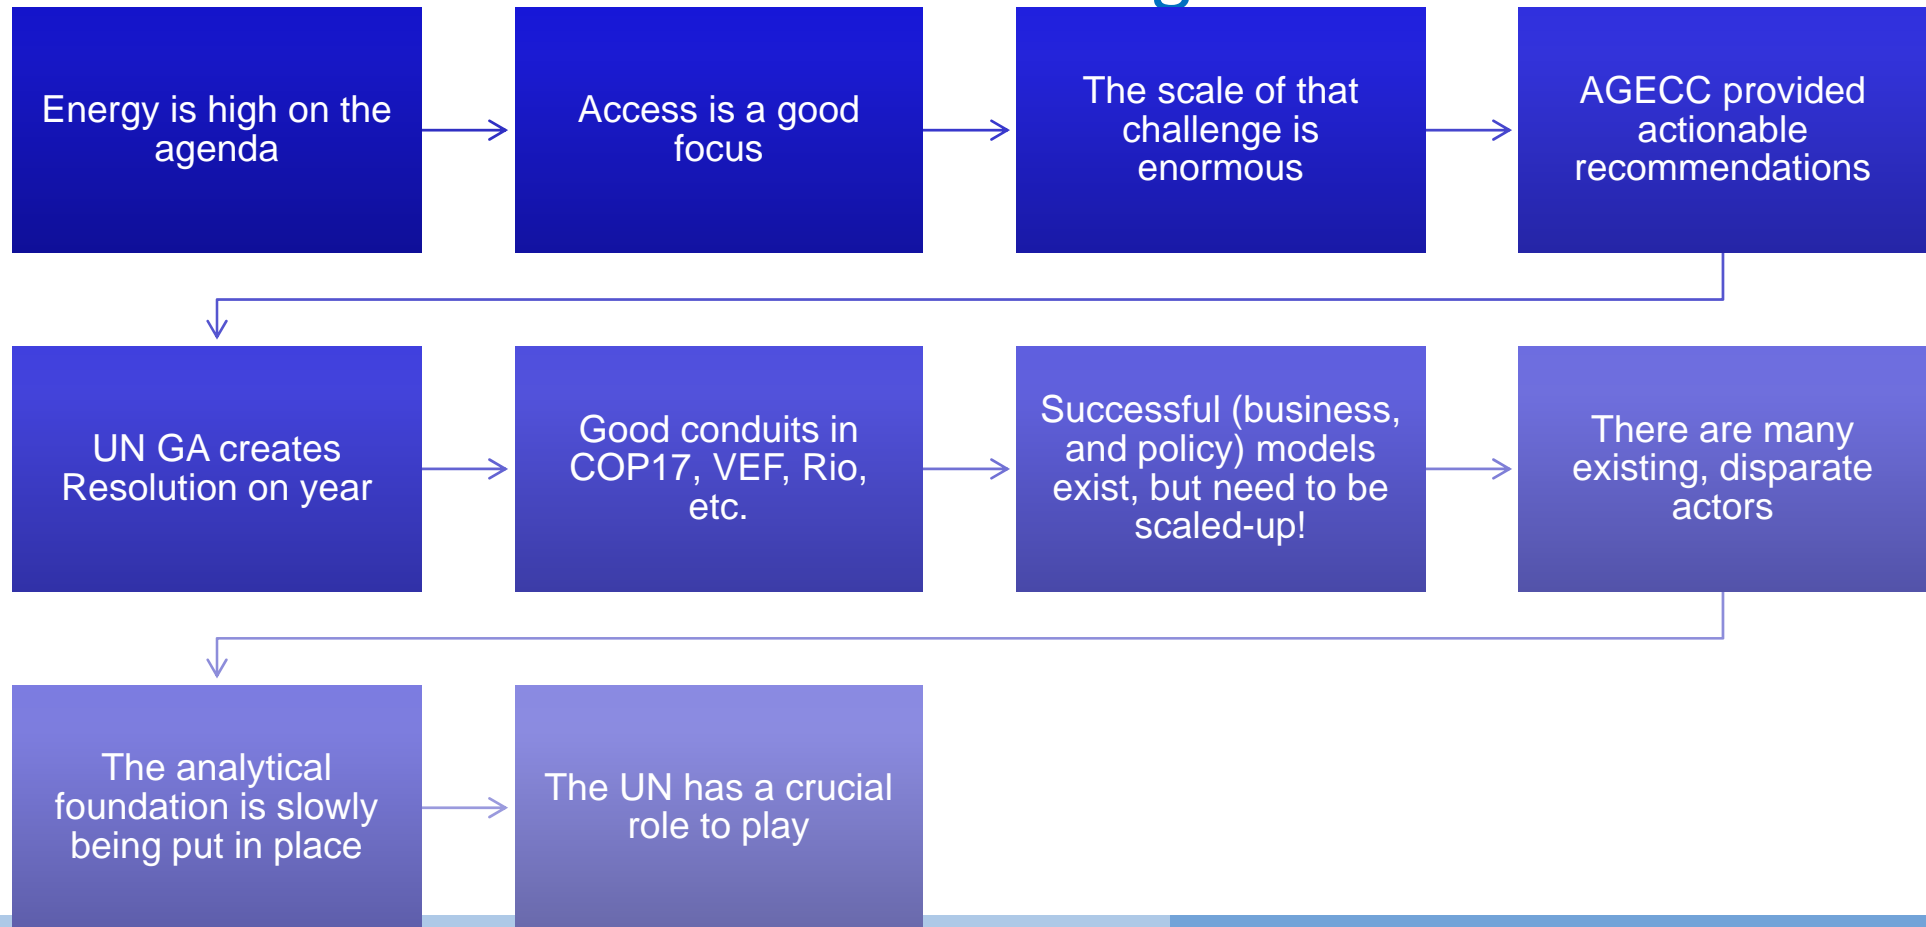 Energy is high on the
agenda
Access is a good
focus
The scale of that
challenge is
enormous
AGECC provided
actionable
recommendations
UN GA creates
Resolution on year
Good conduits in
COP17, VEF, Rio,
etc.
Successful (business,
and policy) models
exist, but need to be
scaled-up!
There are many
existing, disparate
actors
The analytical
foundation is slowly
being put in place
The UN has a crucial
role to play